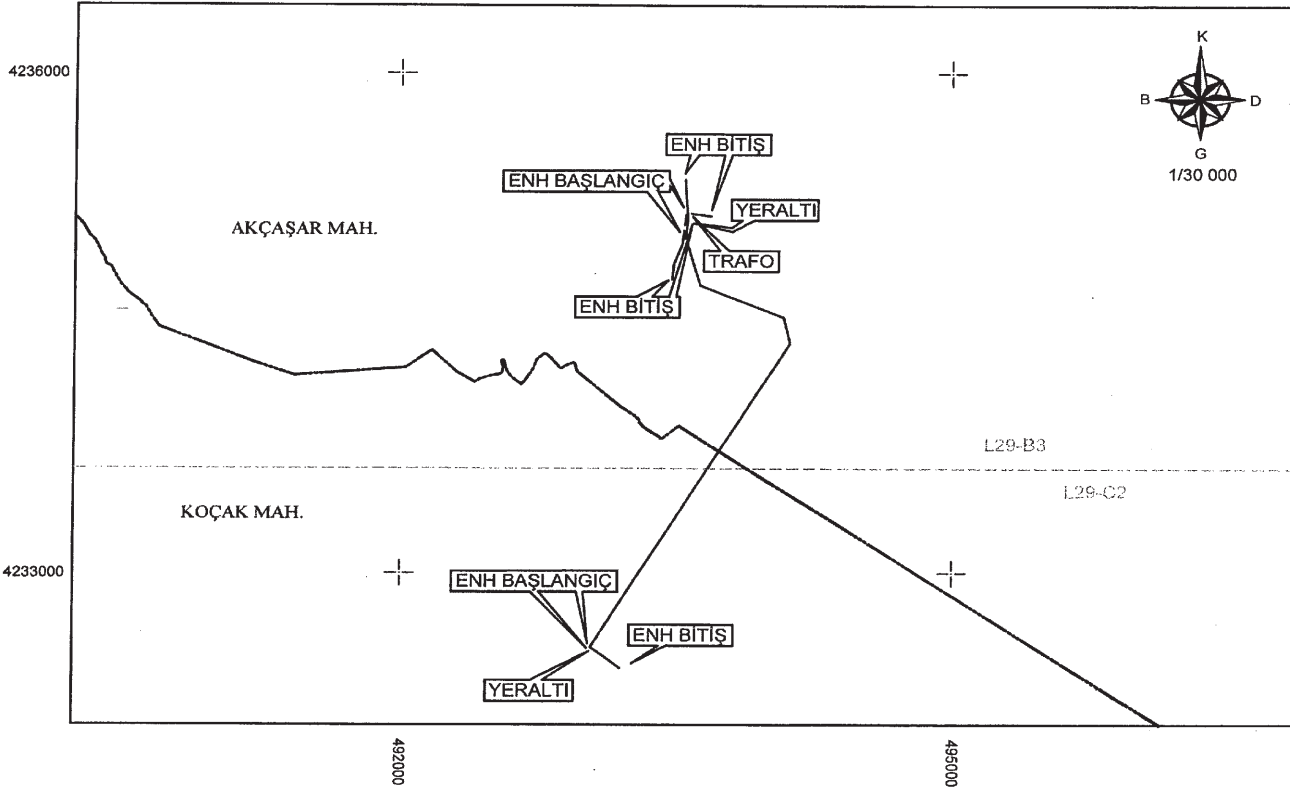 K
4236000
B
D
G
1/30 000
ENH BİTİŞ
ENH BAŞLANGIÇ
YERALTI
AKÇAŞAR MAH.
TRAFO
ENH BİTİŞ
L29-B3
L29-C2
KOÇAK MAH.
4233000
ENH BAŞLANGIÇ
ENH BİTİŞ
YERALTI
492000
495000